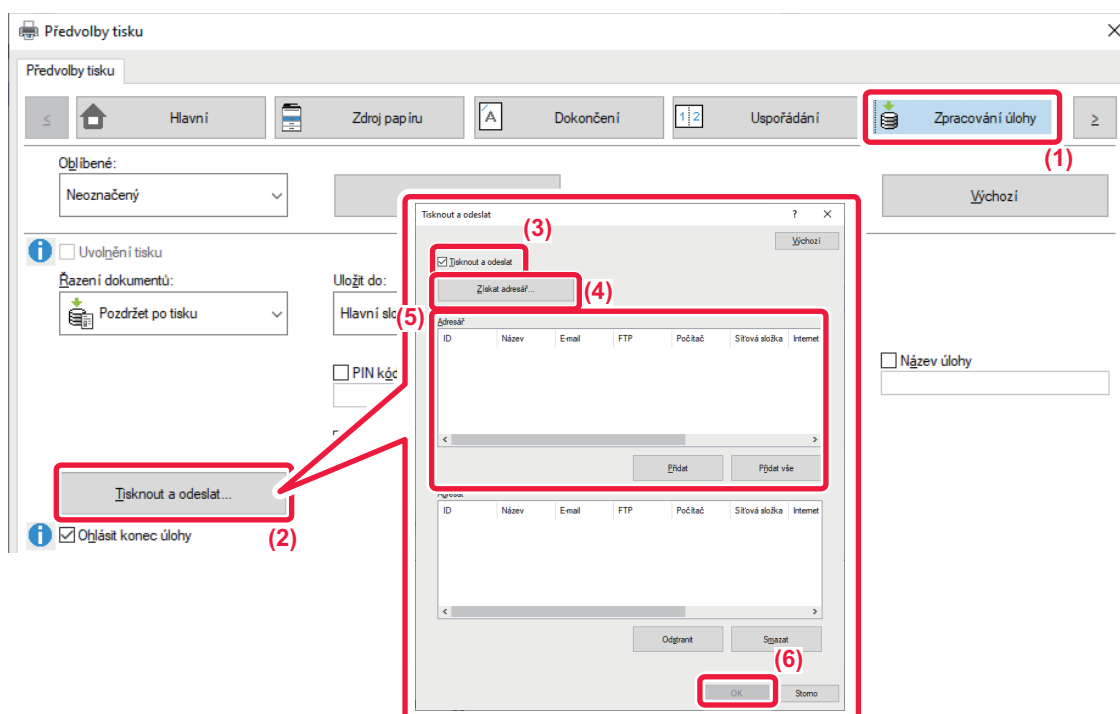 Předvolby tisku
Předvolby tisku
<
Hlavní
Zdroj papíru
Dokončení
Uspořádání
Zpracování úlohy
>
(1)
Oblíbené:
Neoznačený
Výchozí
Uvolnění tisku
Řazení dokumentů:
Pozdržet po tisku
Uložit do:
Hlavní
PIN
Název úlohy
Tisknout a odeslat...
(2)
Ohlásit konec úlohy
Tisknout a odeslat
? ×
(3)
Výchozí
Tisknout a odeslat
Získat adresář...
(4)
(5)
Adresář
ID Název E-mail FTP Počítač Síťová složka Internet
Přidat
Přidat vše
ID Název E-mail FTP Počítač Síťová složka Internet
Odstranit
Smazat
(6)
OK
Storno